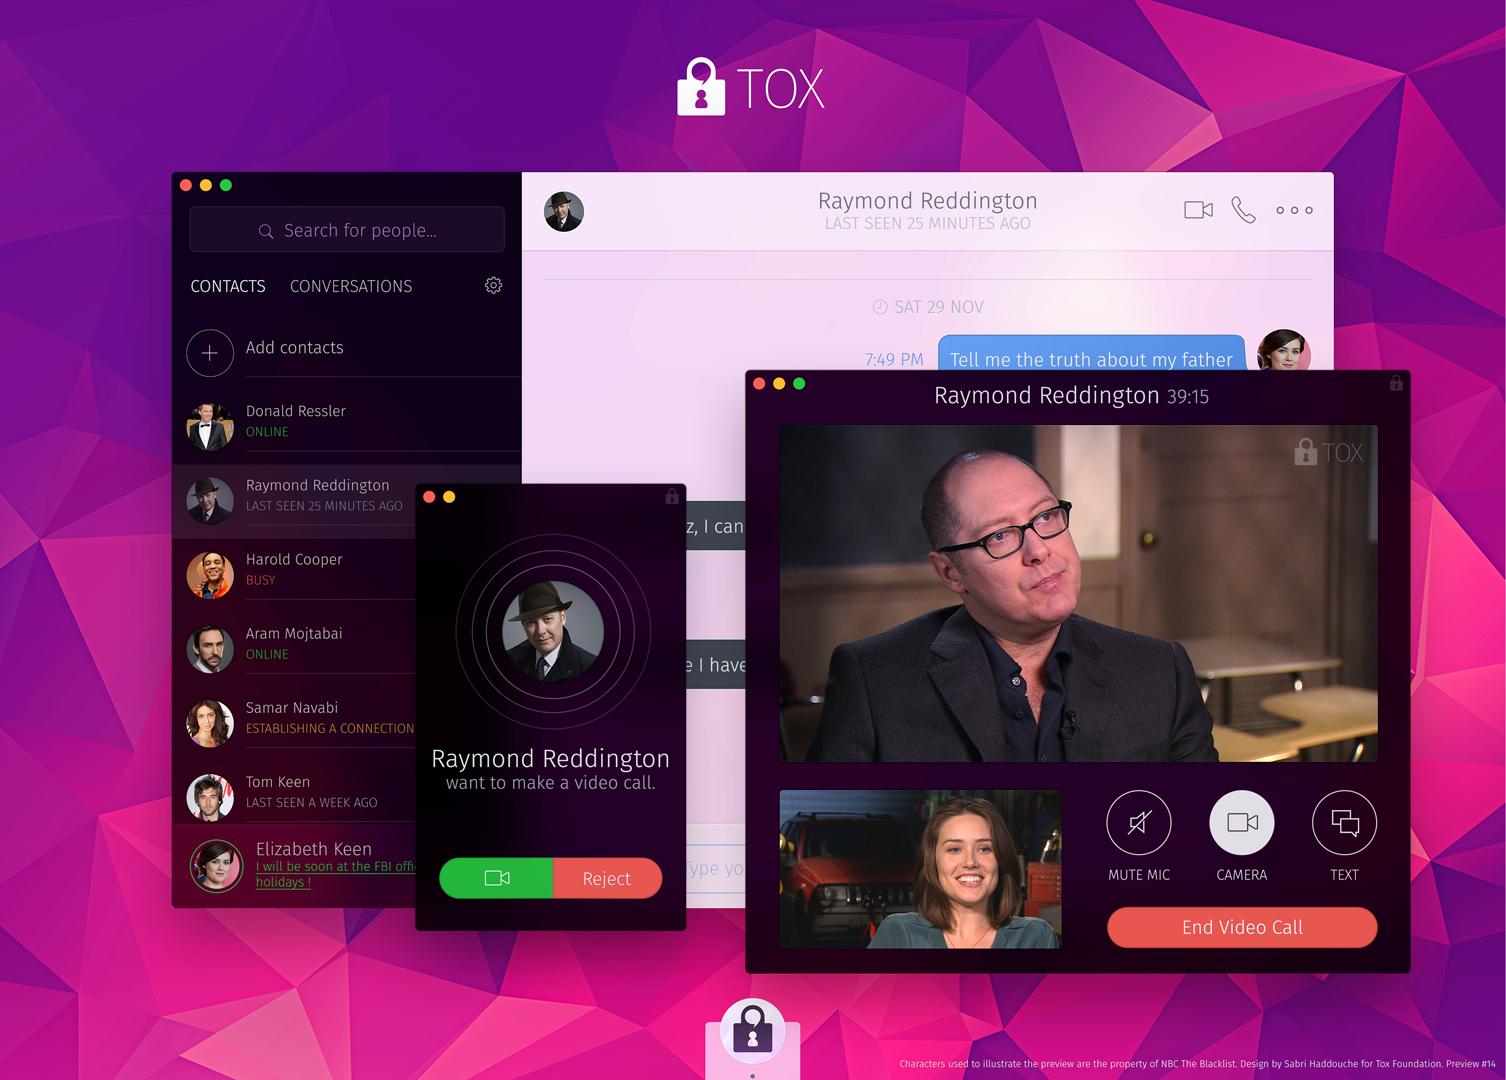 TOX
Search for people...
CONTACTS CONVERSATIONS
Add contacts
Donald Ressler
ONLINE
Raymond Reddington
LAST SEEN 25 MINUTES AGO
Harold Cooper
BUSY
Aram Mojtabai
ONLINE
Samar Navabi
ESTABLISHING A CONNECTION
Tom Keen
LAST SEEN A WEEK AGO
Elizabeth Keen
I will be soon at the FBI offi
holidays !
Raymond Reddington
LAST SEEN 25 MINUTES AGO
SAT 29 NOV
7:49 PM Tell me the truth about my father
z, I can
e I have
Type yo
Raymond Reddington
want to make a video call.
Reject
Raymond Reddington 39:15
TOX
MUTE MIC CAMERA TEXT
End Video Call
Characters used to illustrate the preview are the property of NBC The Blacklist. Design by Sabri Haddouche for Tox Foundation. Preview #14